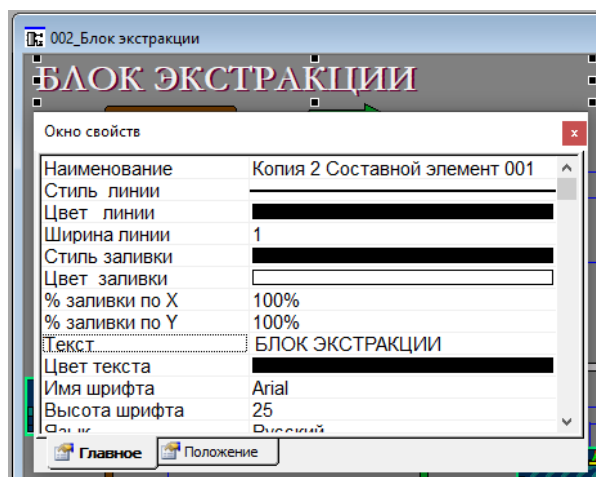 002_Блок экстракции
БЛОК ЭКСТРАКЦИИ
Окно свойств
x
Наименование Копия 2 Составной элемент 001
Стиль линии
Цвет линии
Ширина линии 1
Стиль заливки
Цвет заливки
% заливки по X 100%
% заливки по Y 100%
Текст БЛОК ЭКСТРАКЦИИ
Цвет текста
Имя шрифта Arial
Высота шрифта 25
Язык Русский
Главное Положение